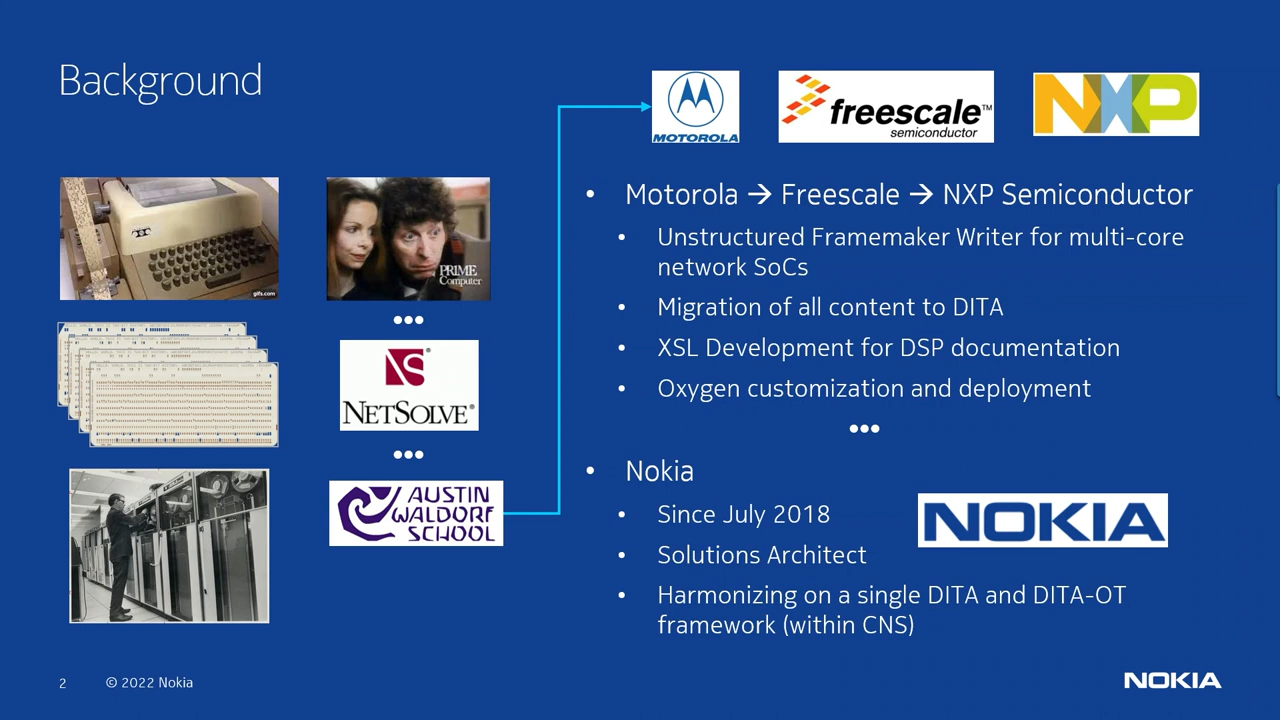 Background
MOTOROLA
freescale™
semiconductor
NXP
gifs.com
PRIME
Computer
•••
NS®
NETSOLVE®
•••
AUSTIN
WALDORF
SCHOOL
• Motorola → Freescale → NXP Semiconductor
• Unstructured Framemaker Writer for multi-core
network SoCs
• Migration of all content to DITA
• XSL Development for DSP documentation
• Oxygen customization and deployment
•••
• Nokia
• Since July 2018
• Solutions Architect
• Harmonizing on a single DITA and DITA-OT
framework (within CNS)
NOKIA
2
© 2022 Nokia
NOKIA